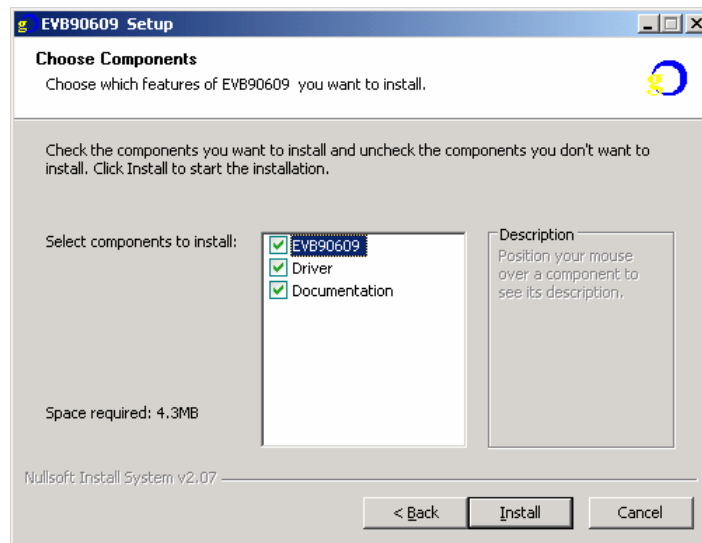 EVB90609 Setup
Choose Components
Choose which features of EVB90609 you want to install.
Check the components you want to install and uncheck the components you don't want to
install. Click Install to start the installation.
Select components to install:
EVB90609
Driver
Documentation
Description
Position your mouse
over a component to
see its description.
Space required: 4.3MB
Nullsoft Install System v2.07
< Back
Install
Cancel